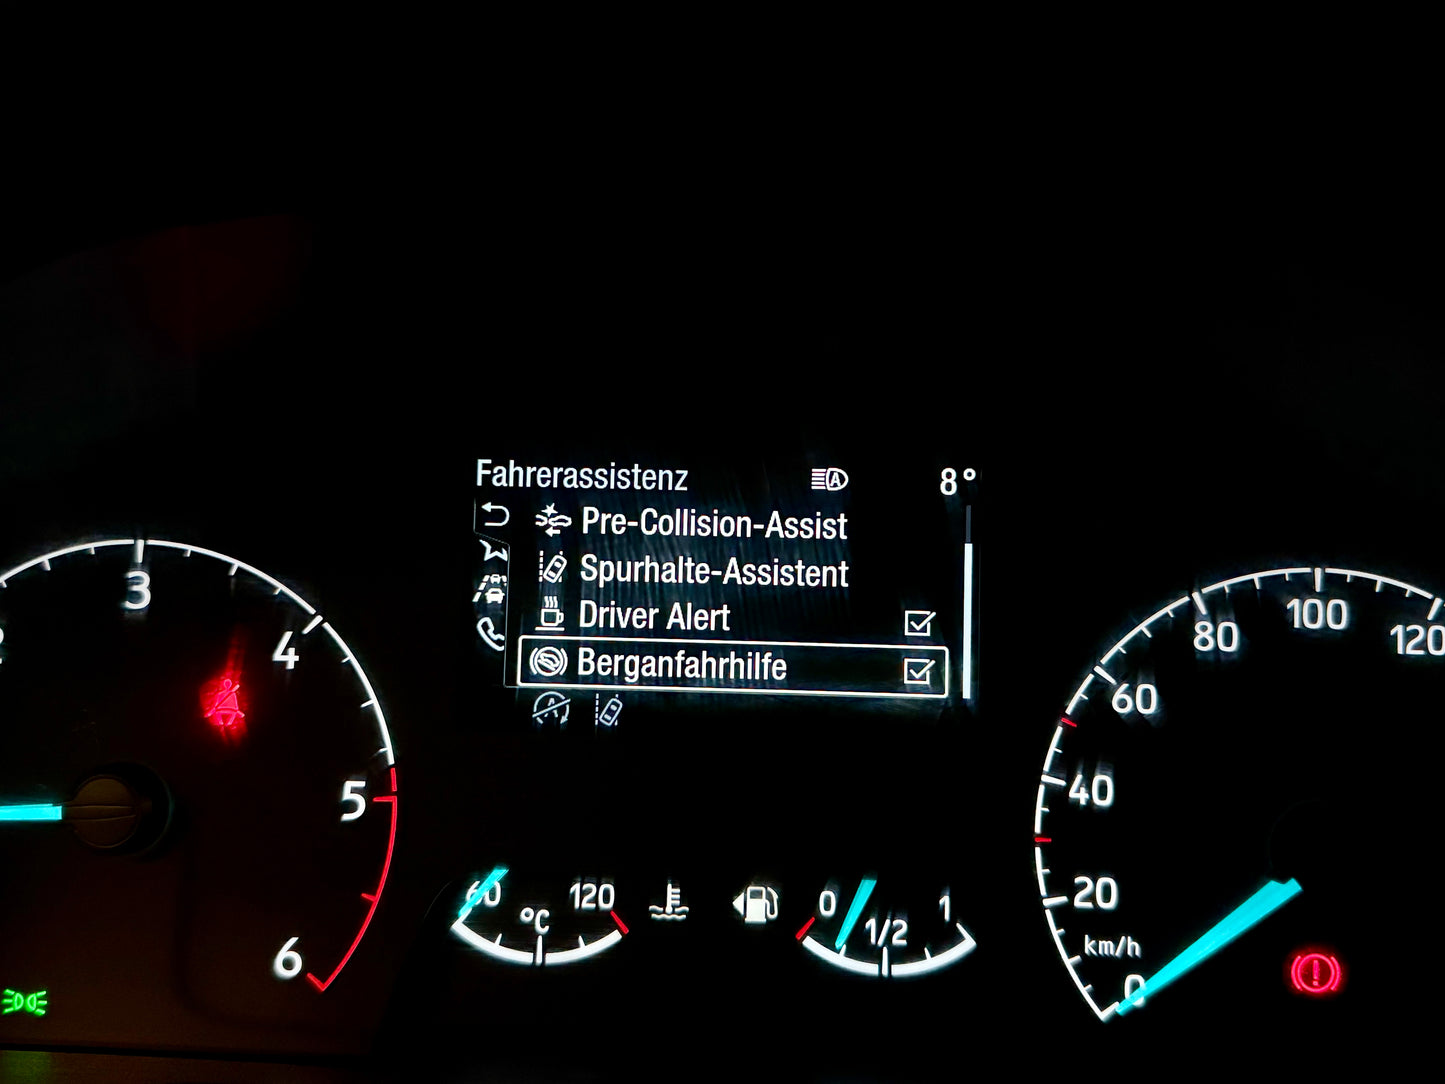 Fahrerassistenz 8°
Pre-Collision-Assist
Spurhalte-Assistent
Driver Alert
Berganfahrhilfe
2 3 4 5 6
60 120
°C
0 1/2 1
0 20 40 60 80 100 120
km/h